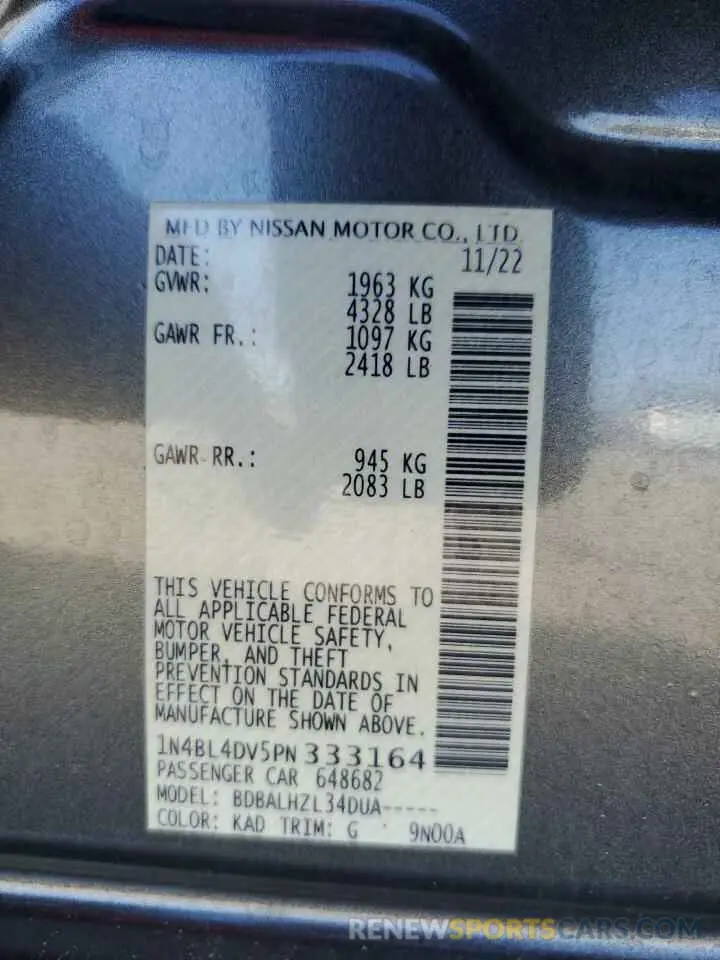 MFD BY NISSAN MOTOR CO., LTD.
DATE: 11/22
GVWR: 1963 KG
4328 LB
GAWR FR.: 1097 KG
2418 LB
GAWR RR.: 945 KG
2083 LB
THIS VEHICLE CONFORMS TO
ALL APPLICABLE FEDERAL
MOTOR VEHICLE SAFETY,
BUMPER, AND THEFT
PREVENTION STANDARDS IN
EFFECT ON THE DATE OF
MANUFACTURE SHOWN ABOVE.
1N4BL4DV5PN333164
PASSENGER CAR 648682
MODEL: BDBALHZL34DUA-----
COLOR: KAD TRIM: G 9N00A
RENEWSPORTSCARS.COM